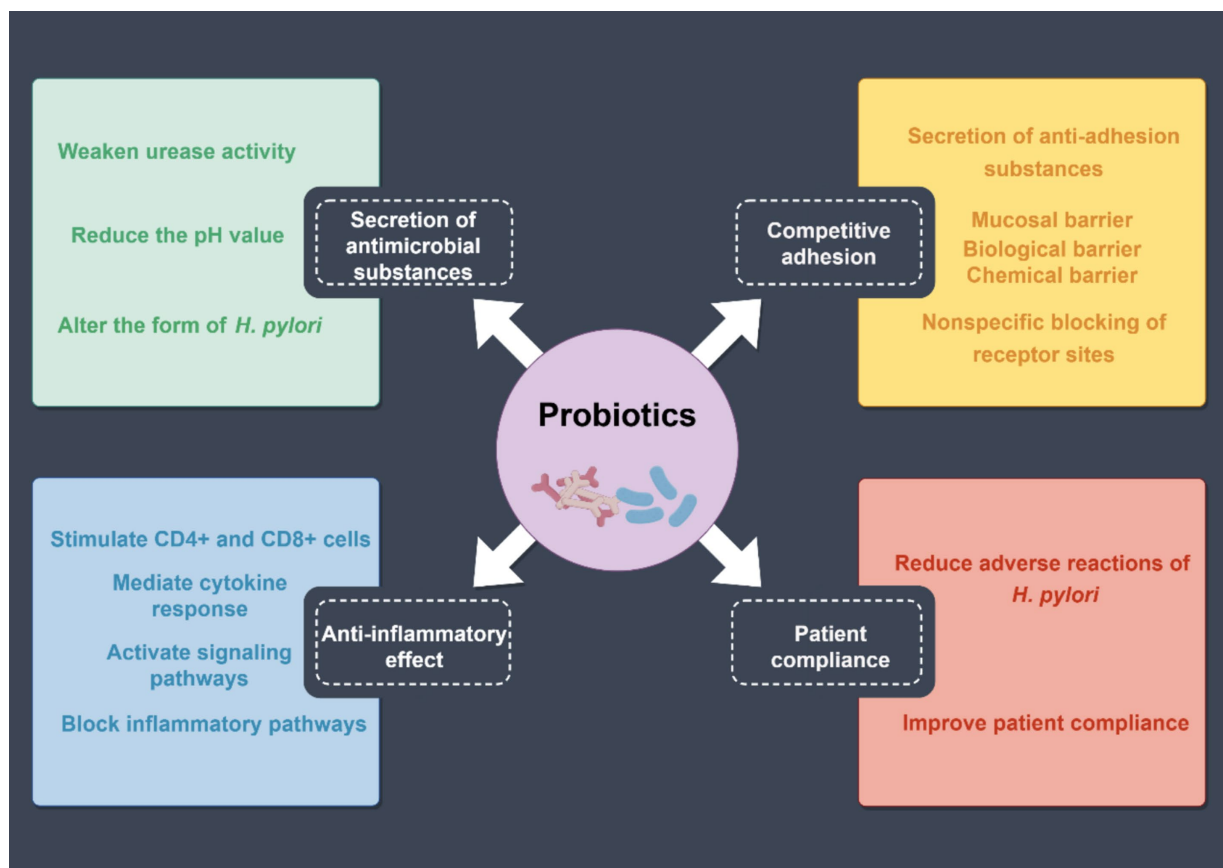 Weaken urease activity
Reduce the pH value
Alter the form of H. pylori
Secretion of
antimicrobial
substances
Competitive
adhesion
Secretion of anti-adhesion
substances
Mucosal barrier
Biological barrier
Chemical barrier
Nonspecific blocking of
receptor sites
Probiotics
Stimulate CD4+ and CD8+ cells
Mediate cytokine
response
Activate signaling
pathways
Block inflammatory pathways
Anti-inflammatory
effect
Patient
compliance
Reduce adverse reactions of
H. pylori
Improve patient compliance